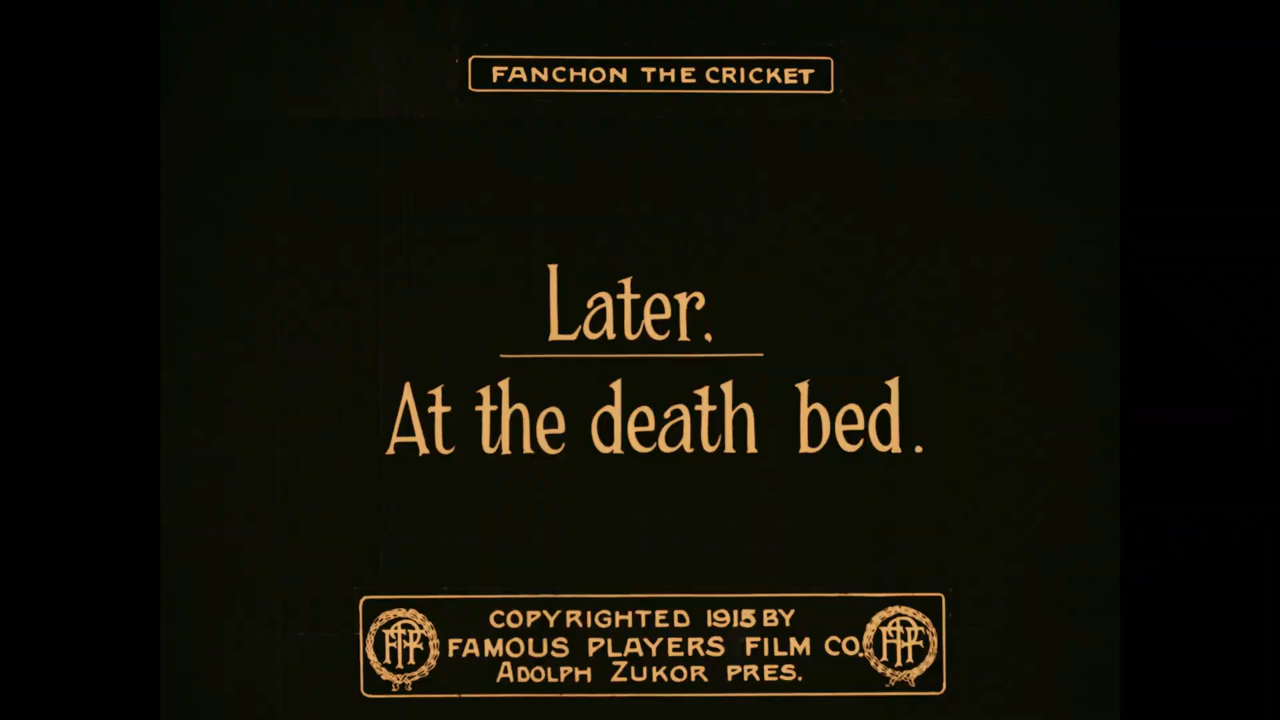 FANCHON THE CRICKET
Later.
At the death bed.
COPYRIGHTED 1915 BY
FAMOUS PLAYERS FILM CO.
ADOLPH ZUKOR PRES.